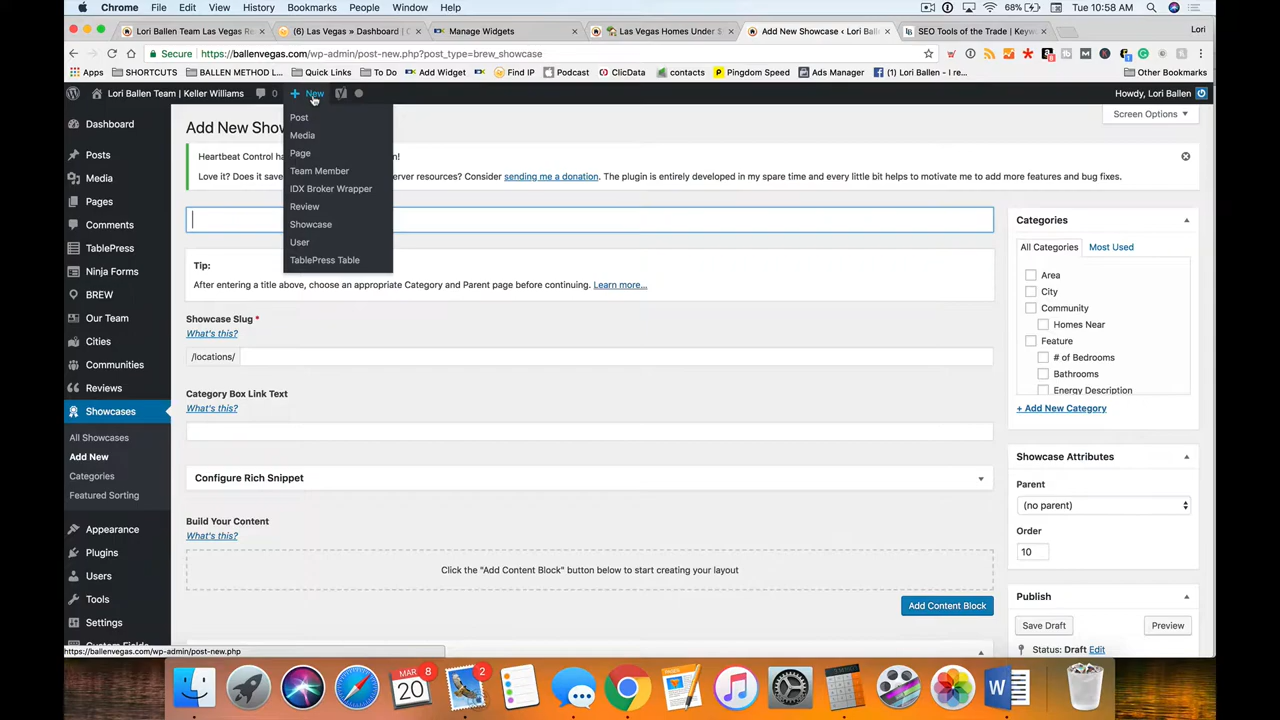 Chrome File Edit View History Bookmarks People Window Help 68% Tue 10:58 AM
Lori Ballen Team Las Vegas Re (6) Las Vegas » Dashboard | C Manage Widgets Las Vegas Homes Under $ Add New Showcase ‹ Lori Balle SEO Tools of the Trade | Keyw Lori
Secure https://ballenvegas.com/wp-admin/post-new.php?post_type=brew_showcase
Apps SHORTCUTS BALLEN METHOD L... Quick Links To Do Add Widget Find IP Podcast ClicData contacts Pingdom Speed Ads Manager (1) Lori Ballen - I re... Other Bookmarks
Lori Ballen Team | Keller Williams 0 + New Howdy, Lori Ballen
Screen Options
Add New Show
Heartbeat Control ha
Love it? Does it save erver resources? Consider sending me a donation. The plugin is entirely developed in my spare time and every little bit helps to motivate me to add more features and bug fixes.
Post
Media
Page
Team Member
IDX Broker Wrapper
Review
Showcase
User
TablePress Table
Dashboard
Posts
Media
Pages
Comments
TablePress
Ninja Forms
BREW
Our Team
Cities
Communities
Reviews
Showcases
All Showcases
Add New
Categories
Featured Sorting
Appearance
Plugins
Users
Tools
Settings
Custom Fields
Tip:
After entering a title above, choose an appropriate Category and Parent page before continuing. Learn more...
Showcase Slug *
What's this?
/locations/
Category Box Link Text
What's this?
Configure Rich Snippet
Build Your Content
What's this?
Click the "Add Content Block" button below to start creating your layout
Add Content Block
Categories
All Categories Most Used
Area
City
Community
Homes Near
Feature
# of Bedrooms
Bathrooms
Energy Description
+ Add New Category
Showcase Attributes
Parent
(no parent)
Order
10
Publish
Save Draft Preview
Status: Draft Edit
https://ballenvegas.com/wp-admin/post-new.php
MAR 8
20
2
W